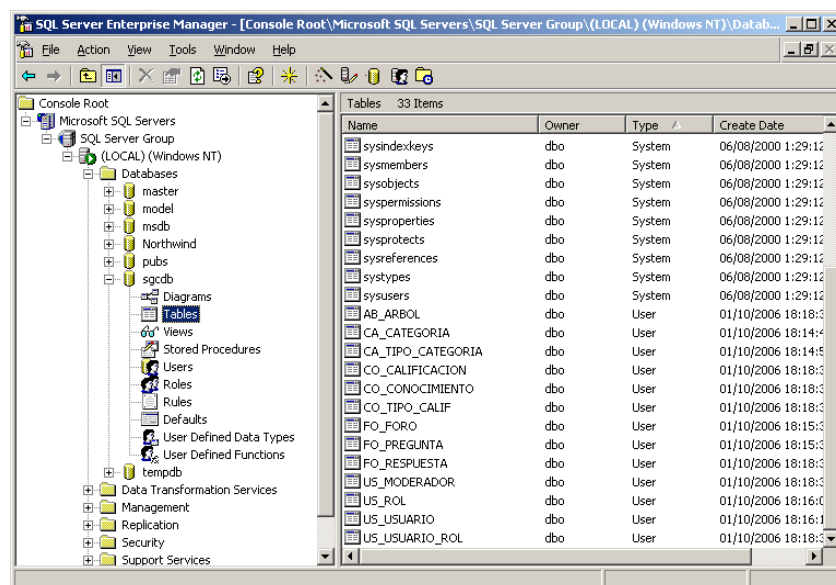 SQL Server Enterprise Manager - [Console Root\Microsoft SQL Servers\SQL Server Group\(LOCAL) (Windows NT)\Datab...
File Action View Tools Window Help
Console Root
Microsoft SQL Servers
SQL Server Group
(LOCAL) (Windows NT)
Databases
master
model
msdb
Northwind
pubs
sgcdb
Diagrams
Tables
Views
Stored Procedures
Users
Roles
Rules
Defaults
User Defined Data Types
User Defined Functions
tempdb
Data Transformation Services
Management
Replication
Security
Support Services
Tables 33 Items
Name Owner Type Create Date
sysindexkeys dbo System 06/08/2000 1:29:12
sysmembers dbo System 06/08/2000 1:29:12
sysobjects dbo System 06/08/2000 1:29:12
syspermissions dbo System 06/08/2000 1:29:12
sysproperties dbo System 06/08/2000 1:29:12
sysprotects dbo System 06/08/2000 1:29:12
sysreferences dbo System 06/08/2000 1:29:12
systypes dbo System 06/08/2000 1:29:12
sysusers dbo System 06/08/2000 1:29:12
AB_ARBOL dbo User 01/10/2006 18:18:3
CA_CATEGORIA dbo User 01/10/2006 18:14:4
CA_TIPO_CATEGORIA dbo User 01/10/2006 18:14:5
CO_CALIFICACION dbo User 01/10/2006 18:18:3
CO_CONOCIMIENTO dbo User 01/10/2006 18:18:3
CO_TIPO_CALIF dbo User 01/10/2006 18:18:3
FO_FORO dbo User 01/10/2006 18:15:3
FO_PREGUNTA dbo User 01/10/2006 18:15:3
FO_RESPUESTA dbo User 01/10/2006 18:18:3
US_MODERADOR dbo User 01/10/2006 18:18:3
US_ROL dbo User 01/10/2006 18:16:0
US_USUARIO dbo User 01/10/2006 18:16:1
US_USUARIO_ROL dbo User 01/10/2006 18:18:3